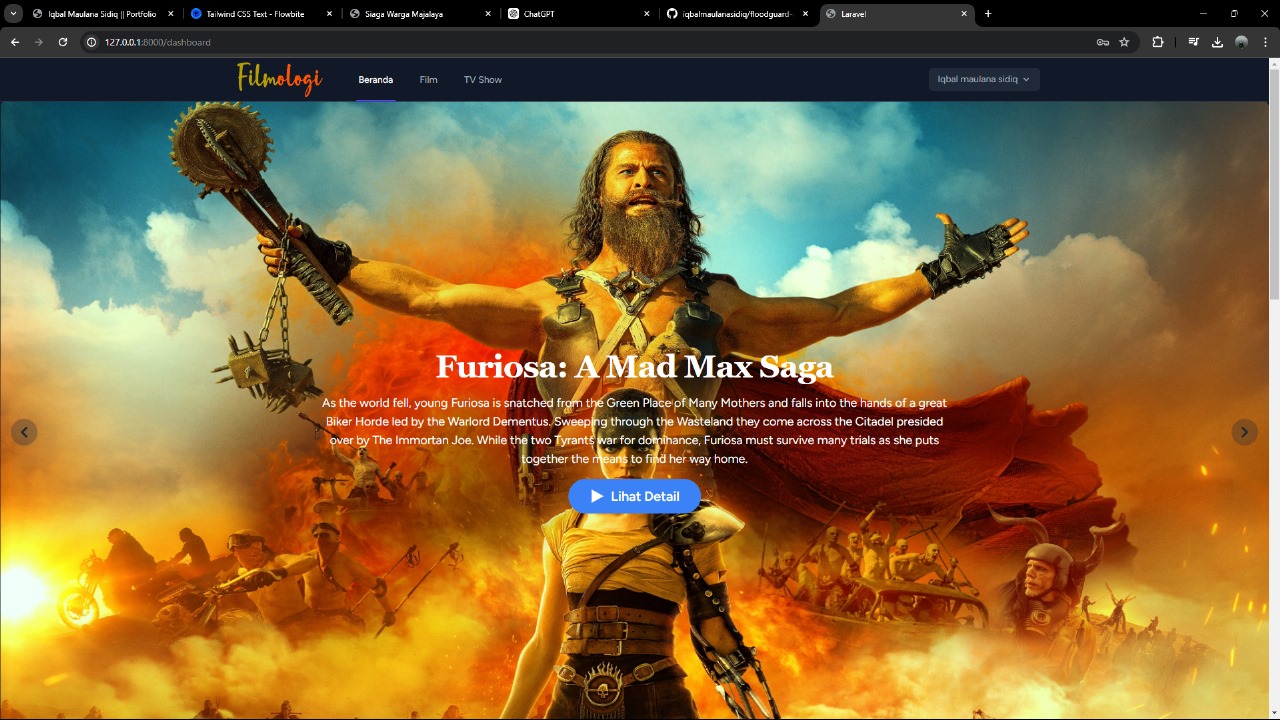 Iqbal Maulana Sidiq || Portfolio
Tailwind CSS Text - Flowbite
Siaga Warga Majalaya
ChatGPT
iqbalmaulanasidiq/floodguard-
Laravel
127.0.0.1:8000/dashboard
Filmologi
Beranda
Film
TV Show
Iqbal maulana sidiq
Furiosa: A Mad Max Saga
As the world fell, young Furiosa is snatched from the Green Place of Many Mothers and falls into the hands of a great
Biker Horde led by the Warlord Dementus. Sweeping through the Wasteland they come across the Citadel presided
over by The Immortan Joe. While the two Tyrants war for dominance, Furiosa must survive many trials as she puts
together the means to find her way home.
Lihat Detail